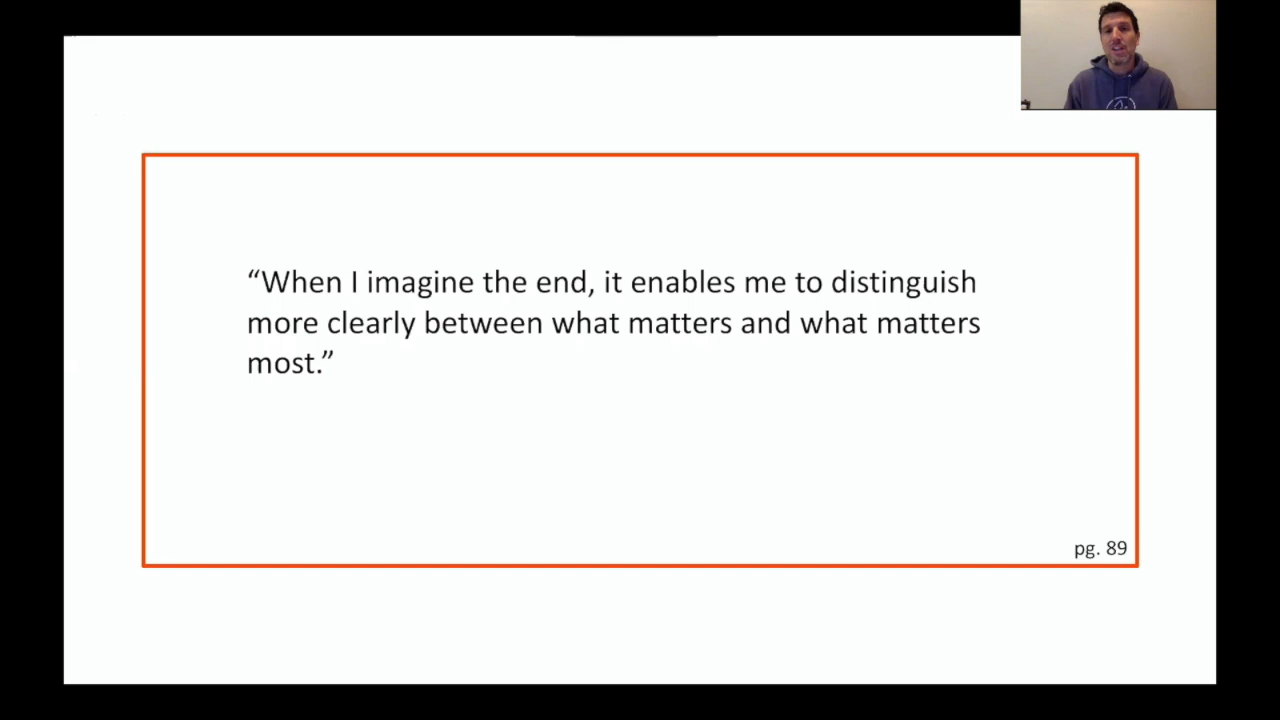 “When I imagine the end, it enables me to distinguish
more clearly between what matters and what matters
most.”
pg. 89